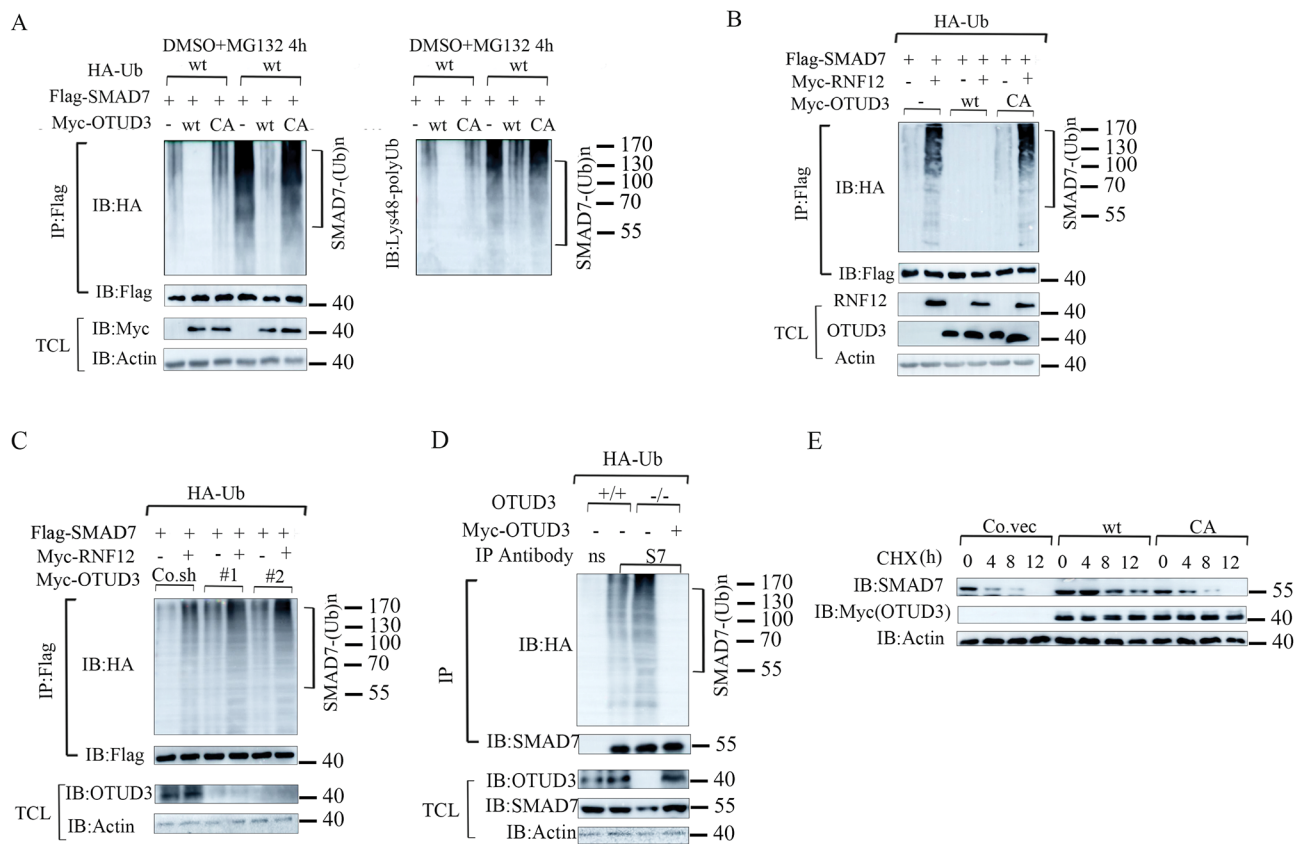 A
DMSO+MG132 4h DMSO+MG132 4h
HA-Ub wt wt wt wt
Flag-SMAD7 + + + + + + + + + + + +
Myc-OTUD3 - wt CA - wt CA - wt CA - wt CA
IP:Flag
IB:HA
SMAD7-(Ub)n
IB:Lys48-polyUb
SMAD7-(Ub)n
170
130
100
70
55
IB:Flag 40
TCL
IB:Myc 40
IB:Actin 40
B
HA-Ub
Flag-SMAD7 + + + + + +
Myc-RNF12 - + - + - +
Myc-OTUD3 - wt CA
IP:Flag
IB:HA
SMAD7-(Ub)n
170
130
100
70
55
IB:Flag 40
TCL
RNF12 40
OTUD3 40
Actin 40
C
HA-Ub
Flag-SMAD7 + + + + + +
Myc-RNF12 - + - + - +
Myc-OTUD3 Co.sh #1 #2
IP:Flag
IB:HA
SMAD7-(Ub)n
170
130
100
70
55
IB:Flag 40
TCL
IB:OTUD3 40
IB:Actin 40
D
HA-Ub
OTUD3 +/+ -/-
Myc-OTUD3 - - - +
IP Antibody ns S7
IP
IB:HA
SMAD7-(Ub)n
170
130
100
70
55
IB:SMAD7 55
TCL
IB:OTUD3 40
IB:SMAD7 55
IB:Actin 40
E
Co.vec wt CA
CHX(h) 0 4 8 12 0 4 8 12 0 4 8 12
IB:SMAD7 55
IB:Myc(OTUD3) 40
IB:Actin 40